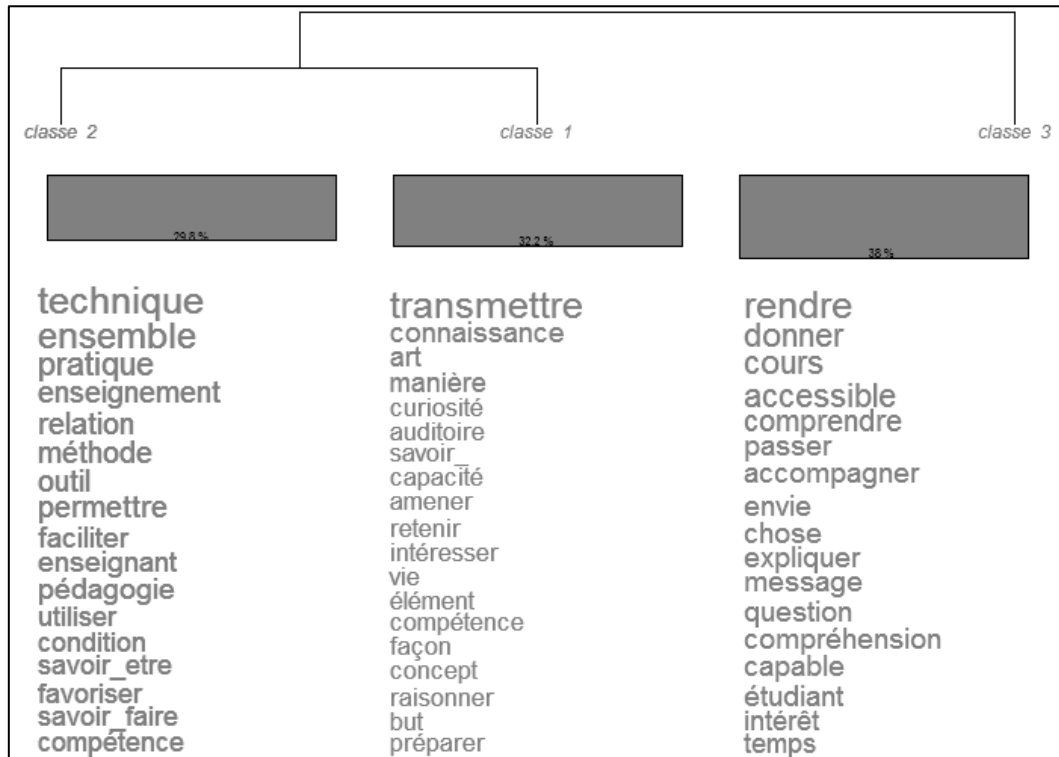 classe 2
classe 1
classe 3
29.8 %
32.2 %
38 %
technique
ensemble
pratique
enseignement
relation
méthode
outil
permettre
faciliter
enseignant
pédagogie
utiliser
condition
savoir_etre
favoriser
savoir_faire
compétence
transmettre
connaissance
art
manière
curiosité
auditoire
savoir_
capacité
amener
retenir
intéresser
vie
élément
compétence
façon
concept
raisonner
but
préparer
rendre
donner
cours
accessible
comprendre
passer
accompagner
envie
chose
expliquer
message
question
compréhension
capable
étudiant
intérêt
temps